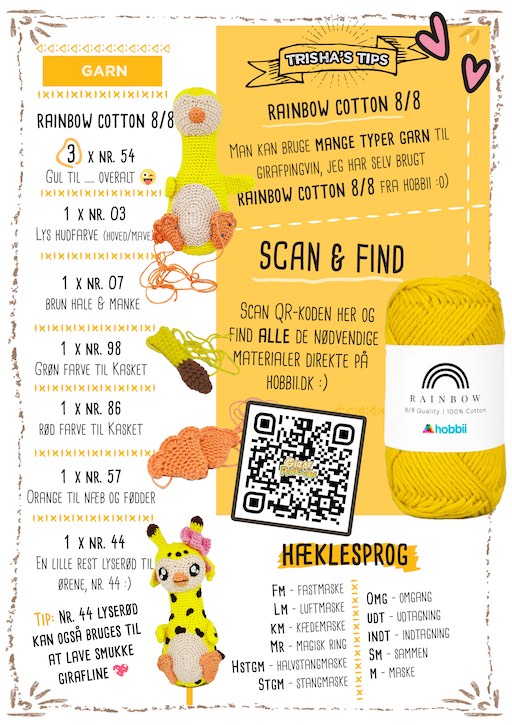 GARN
RAINBOW COTTON 8/8
3 X NR. 54
GUL TIL ..... OVERALT 😜
1 X NR. 03
LYS HUDFARVE (HOVED/MAVE)
1 X NR. 07
BRUN HALE & MANKE
1 X NR. 98
GRØN FARVE TIL KASKET
1 X NR. 86
RØD FARVE TIL KASKET
1 X NR. 57
ORANGE TIL NÆB OG FØDDER
1 X NR. 44
EN LILLE REST LYSERØD TIL
ØRENE, NR. 44 :)
TIP: NR. 44 LYSERØD
KAN OGSÅ BRUGES TIL
AT LAVE SMUKKE
GIRAFLINE 💖
TRISHA'S TIPS
RAINBOW COTTON 8/8
MAN KAN BRUGE MANGE TYPER GARN TIL
GIRAFPINGVIN, JEG HAR SELV BRUGT
RAINBOW COTTON 8/8 FRA HOBBII :O)
SCAN & FIND
SCAN QR-KODEN HER OG
FIND ALLE DE NØDVENDIGE
MATERIALER DIREKTE PÅ
HOBBII.DK :)
RAINBOW
8/8 Quality | 100% Cotton
hobbii
HÆKLESPROG
FM - FASTMASKE
LM - LUFTMASKE
KM - KÆDEMASKE
MR - MAGISK RING
HSTGM - HALVSTANGMASKE
STGM - STANGMASKE
OMG - OMGANG
UDT - UDTAGNING
INDT - INDTAGNING
SM - SAMMEN
M - MASKE